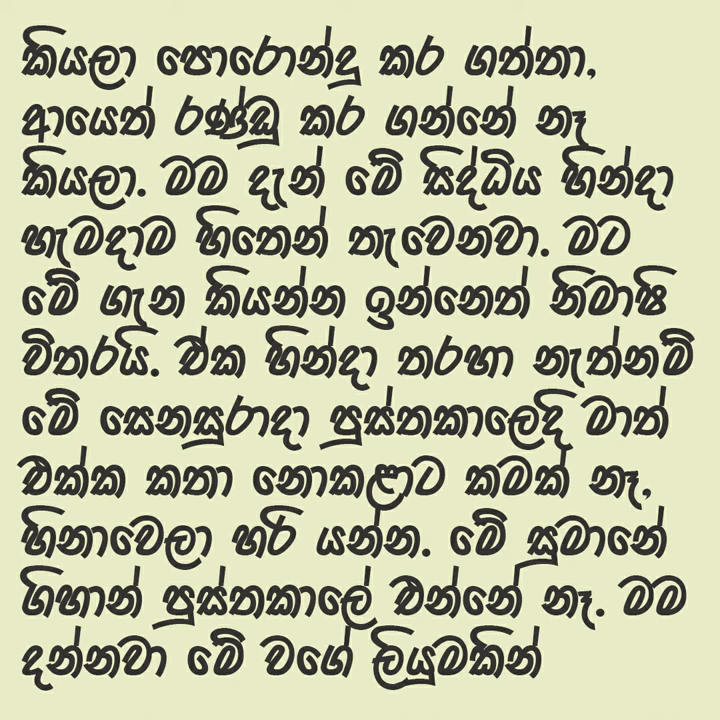 කියලා පොරොන්දු කර ගත්තා,
ආයෙත් රණ්ඩු කර ගන්නේ නෑ
කියලා. මම දැන් මේ සිද්ධිය හින්දා
හැමදාම හිතෙන් තැවෙනවා. මට
මේ ගැන කියන්න ඉන්නෙත් නිමාෂි
විතරයි. ඒක හින්දා තරහා නැත්නම්
මේ සෙනසුරාදා පුස්තකාලෙදි මාත්
එක්ක කතා නොකළාට කමක් නෑ,
හිනාවෙලා හරි යන්න. මේ සුමානේ
ගිහාන් පුස්තකාලේ එන්නේ නෑ. මම
දන්නවා මේ වගේ ලියුමකින්